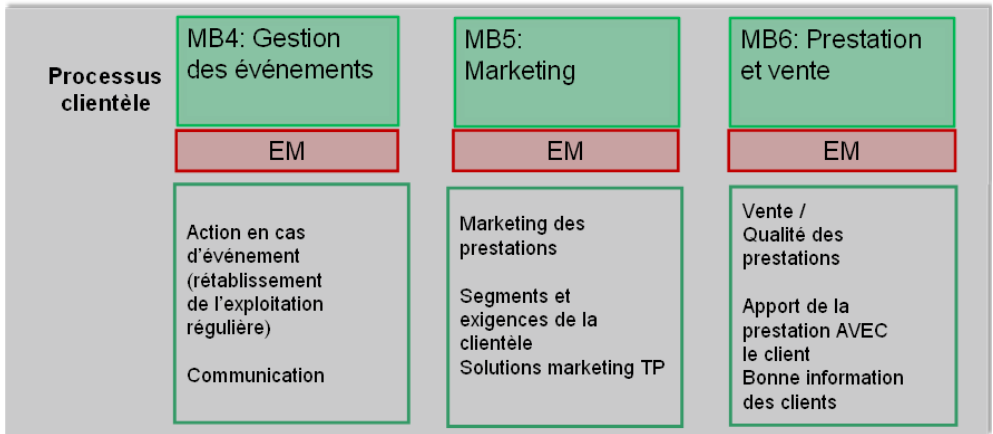 Processus
clientèle
MB4: Gestion
des événements
EM
Action en cas
d'événement
(rétablissement
de l'exploitation
régulière)
Communication
MB5:
Marketing
EM
Marketing des
prestations
Segments et
exigences de la
clientèle
Solutions marketing TP
MB6: Prestation
et vente
EM
Vente /
Qualité des
prestations
Apport de la
prestation AVEC
le client
Bonne information
des clients